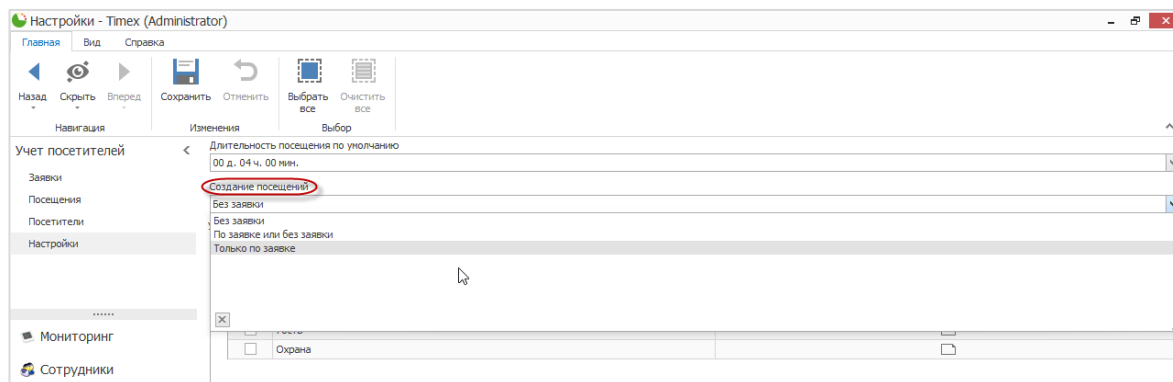 Настройки - Timex (Administrator)
Главная Вид Справка
Назад Скрыть Вперед Сохранить Отменить Выбрать все Очистить все
Навигация Изменения Выбор
Учет посетителей
Заявки
Посещения
Посетители
Настройки
Мониторинг
Сотрудники
Длительность посещения по умолчанию
00 д. 04 ч. 00 мин.
Создание посещений
Без заявки
Без заявки
По заявке или без заявки
Только по заявке
Охрана